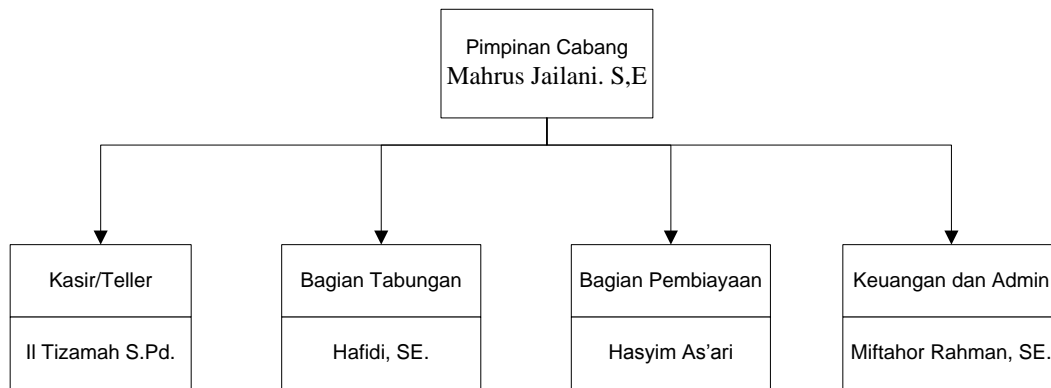 Pimpinan Cabang
Mahrus Jailani. S,E
Kasir/Teller
Il Tizamah S.Pd.
Bagian Tabungan
Hafidi, SE.
Bagian Pembiayaan
Hasyim As’ari
Keuangan dan Admin
Miftahor Rahman, SE.